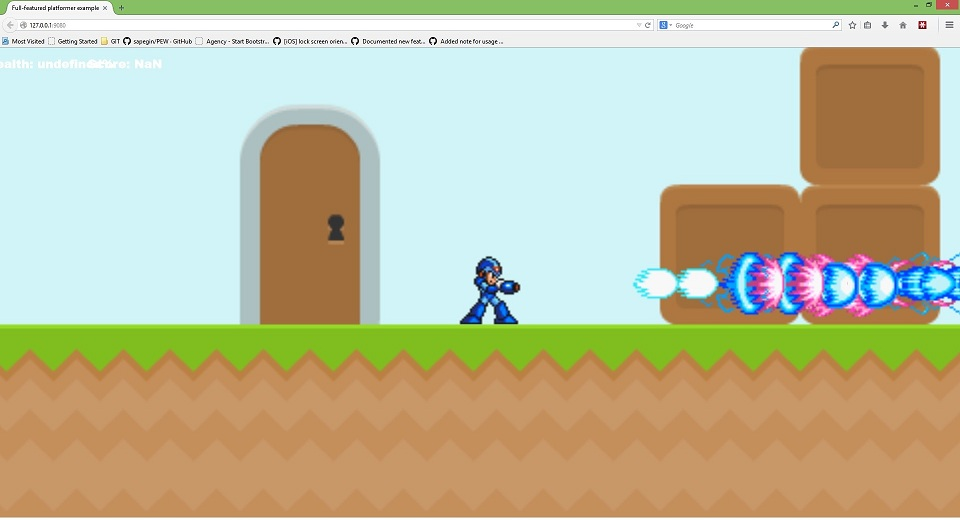 Full-featured platformer example
127.0.0.1:9080
Google
Most Visited Getting Started GIT sapegin/PEW - GitHub Agency - Start Bootstr... [iOS] lock screen orien... Documented new feat... Added note for usage ...
ealth: undefined Score: NaN